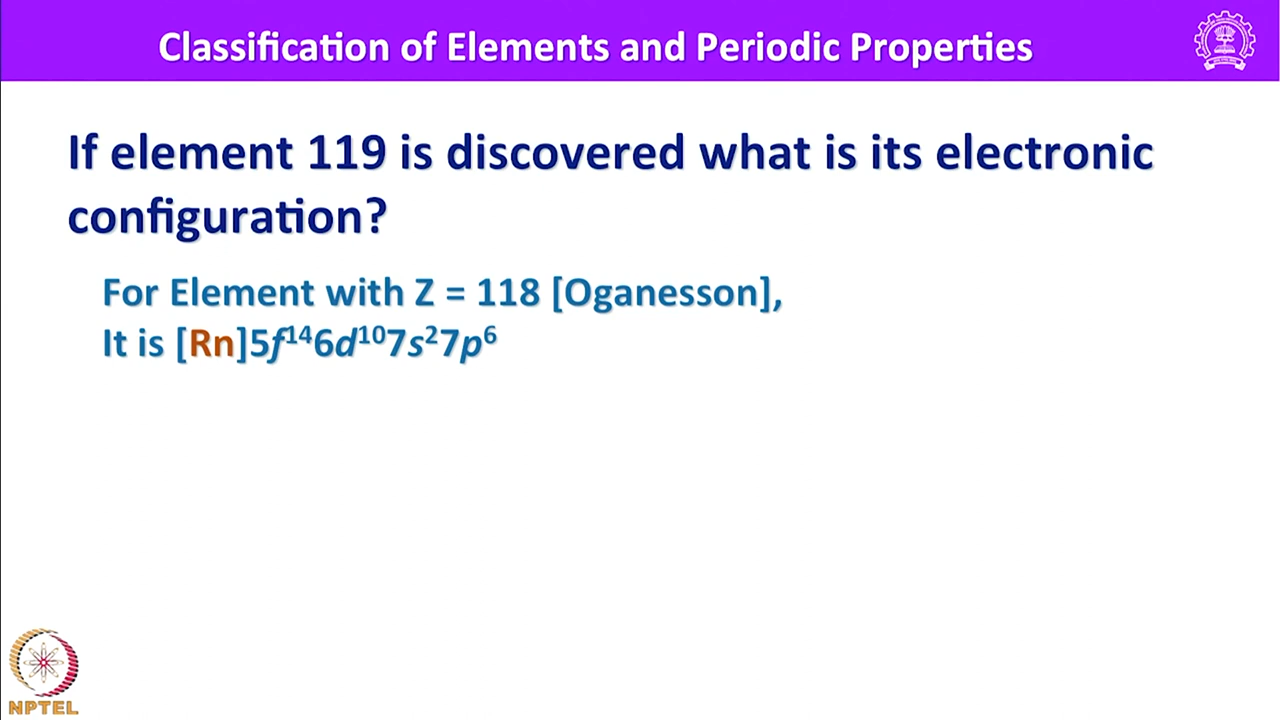 Classification of Elements and Periodic Properties
If element 119 is discovered what is its electronic
configuration?
For Element with Z = 118 [Oganesson],
It is [Rn]5f¹⁴6d¹⁰7s²7p⁶
NPTEL